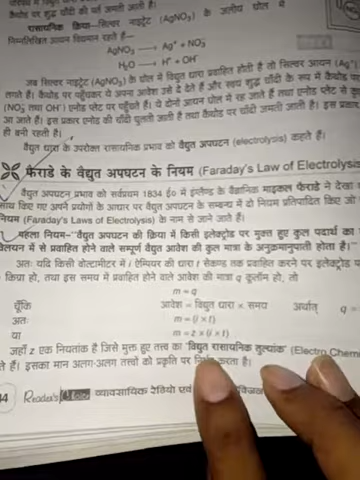 कैथोड पर शुद्ध चाँदी की पर्त जमती जाती है।
रासायनिक क्रिया—सिल्वर नाइट्रेट (AgNO₃) के जलीय घोल में
निम्नलिखित आयन विद्यमान रहते हैं—
AgNO₃ ⟶ Ag⁺ + NO₃
H₂O ⟶ H⁺ + OH⁻
जब सिल्वर नाइट्रेट (AgNO₃) के घोल में विद्युत धारा प्रवाहित होती है तो सिल्वर आयन (Ag⁺)
लगते हैं। कैथोड पर पहुँचकर ये अपना आवेश उसे दे देते हैं और स्वयं शुद्ध चाँदी के रूप में कैथोड
(NO₃ तथा OH⁻) एनोड प्लेट पर पहुँचते हैं। ये दोनों आयन घोल में रह जाते हैं तथा एनोड प्लेट से
आ जाते हैं। इस प्रकार एनोड की चाँदी घुलती जाती है तथा कैथोड पर चाँदी जमती जाती है। इस
ही बनी रहती है।
विद्युत धारा के उपरोक्त रासायनिक प्रभाव को वैद्युत अपघटन (electrolysis) कहते हैं।
फैराडे के वैद्युत अपघटन के नियम (Faraday's Law of Electrolysis
वैद्युत अपघटन प्रभाव को सर्वप्रथम 1834 ई० में इंग्लैण्ड के वैज्ञानिक माइकल फैराडे ने देखा
साथ किए गए अपने प्रयोगों के आधार पर वैद्युत अपघटन के सम्बन्ध में दो नियम प्रतिपादित किए जो
नियम (Faraday's Laws of Electrolysis) के नाम से जाने जाते हैं।
पहला नियम—"वैद्युत अपघटन की क्रिया में किसी इलेक्ट्रोड पर मुक्त हुए कुल पदार्थ का
विलयन में से प्रवाहित होने वाले सम्पूर्ण वैद्युत आवेश की कुल मात्रा के अनुक्रमानुपाती होता है।"
अतः यदि किसी वोल्टामीटर में i ऐम्पियर की धारा t सेकण्ड तक प्रवाहित करने पर इलेक्ट्रोड
किग्रा हो, तथा इस समय में प्रवाहित होने वाले आवेश की मात्रा q कूलॉम हो, तो
m ∝ q
चूँकि आवेश = विद्युत धारा × समय अर्थात् q =
अतः m ∝ (i × t)
या m = z × (i × t)
जहाँ z एक नियतांक है जिसे मुक्त हुए तत्त्व का 'विद्युत रासायनिक तुल्यांक' (Electro Chem
ते हैं। इसका मान अलग-अलग तत्त्वों की प्रकृति पर निर्भर करता है।
4 Reader's व्यावसायिक रेडियो एवं